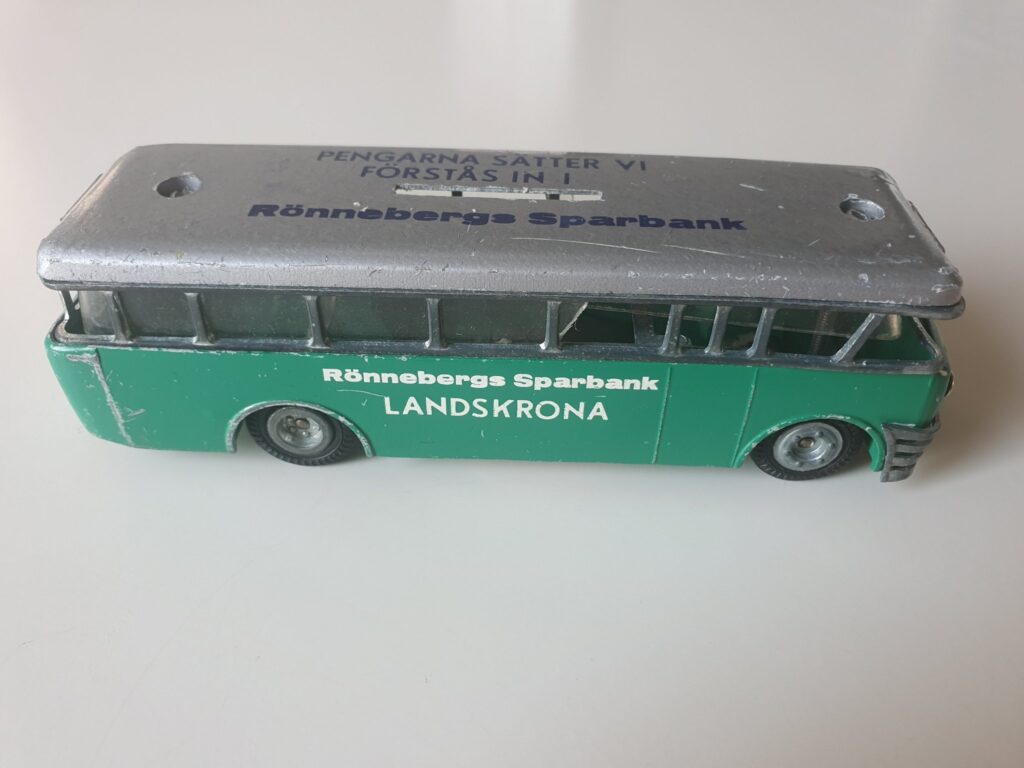 PENGARNA SÄTTER VI
FÖRSTÅS IN I
Rönnebergs Sparbank
Rönnebergs Sparbank
LANDSKRONA